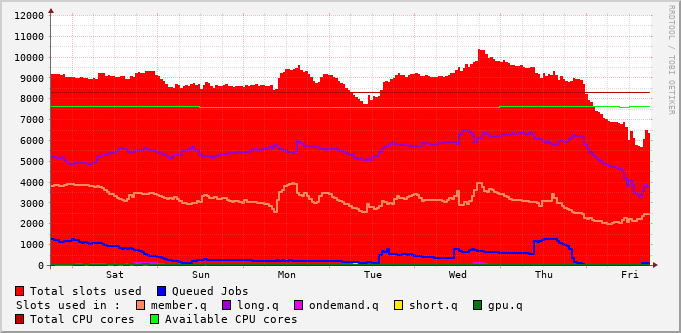 12000
11000
10000
9000
8000
7000
6000
5000
4000
3000
2000
1000
0
Sat Sun Mon Tue Wed Thu Fri
Total slots used Queued Jobs
Slots used in : member.q long.q ondemand.q short.q gpu.q
Total CPU cores Available CPU cores
RRDTOOL / TOBI OETIKER